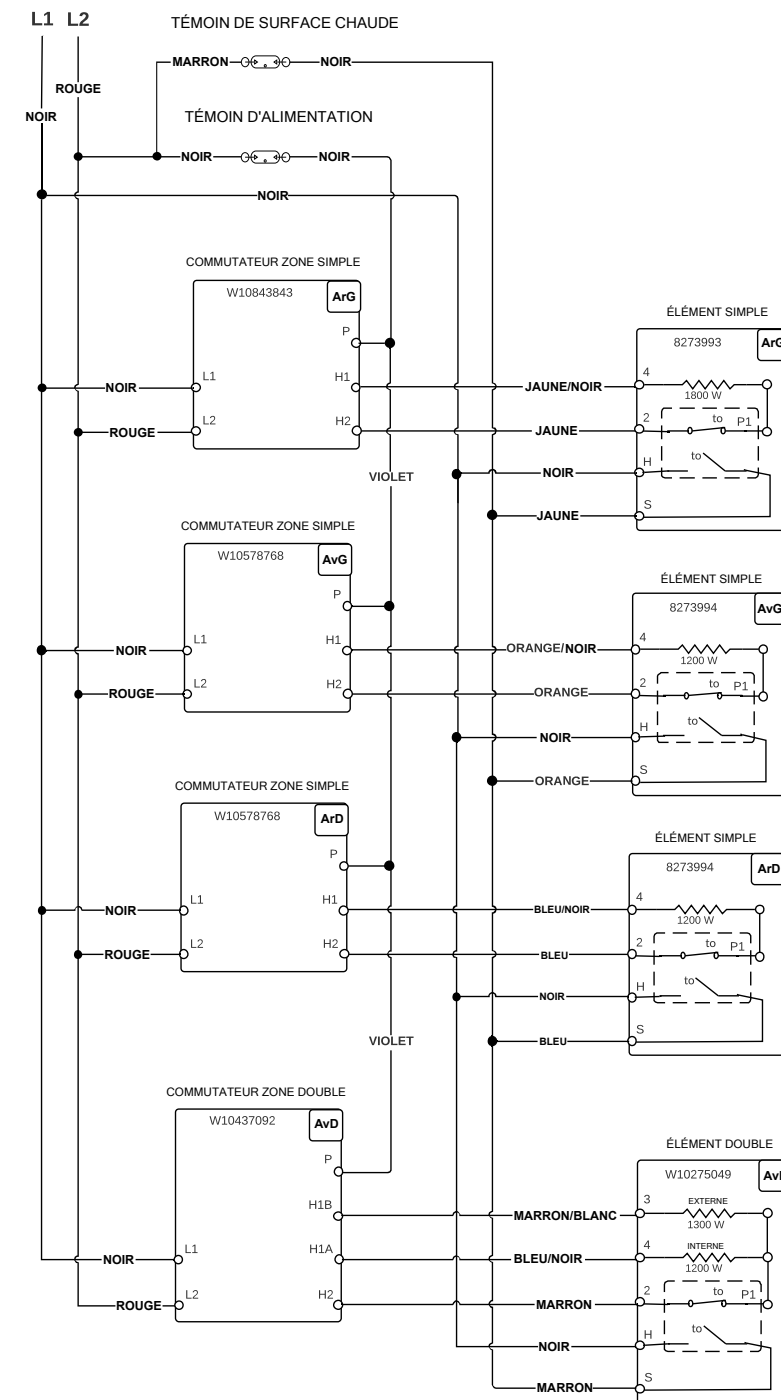 L1 L2
TÉMOIN DE SURFACE CHAUDE
MARRON NOIR
ROUGE
NOIR
TÉMOIN D'ALIMENTATION
NOIR NOIR
NOIR
COMMUTATEUR ZONE SIMPLE
W10843843 ArG
P
L1 H1
L2 H2
NOIR
ROUGE
JAUNE/NOIR
JAUNE
NOIR
JAUNE
VIOLET
ÉLÉMENT SIMPLE
8273993 ArG
4
1800 W
2 to P1
to
H
S
COMMUTATEUR ZONE SIMPLE
W10578768 AvG
P
L1 H1
L2 H2
NOIR
ROUGE
ORANGE/NOIR
ORANGE
NOIR
ORANGE
ÉLÉMENT SIMPLE
8273994 AvG
4
1200 W
2 to P1
to
H
S
COMMUTATEUR ZONE SIMPLE
W10578768 ArD
P
L1 H1
L2 H2
NOIR
ROUGE
BLEU/NOIR
BLEU
NOIR
BLEU
VIOLET
ÉLÉMENT SIMPLE
8273994 ArD
4
1200 W
2 to P1
to
H
S
COMMUTATEUR ZONE DOUBLE
W10437092 AvD
P
H1B
L1 H1A
L2 H2
NOIR
ROUGE
MARRON/BLANC
BLEU/NOIR
MARRON
NOIR
MARRON
ÉLÉMENT DOUBLE
W10275049
3 EXTERNE
1300 W
4 INTERNE
1200 W
2 to P1
to
H
S